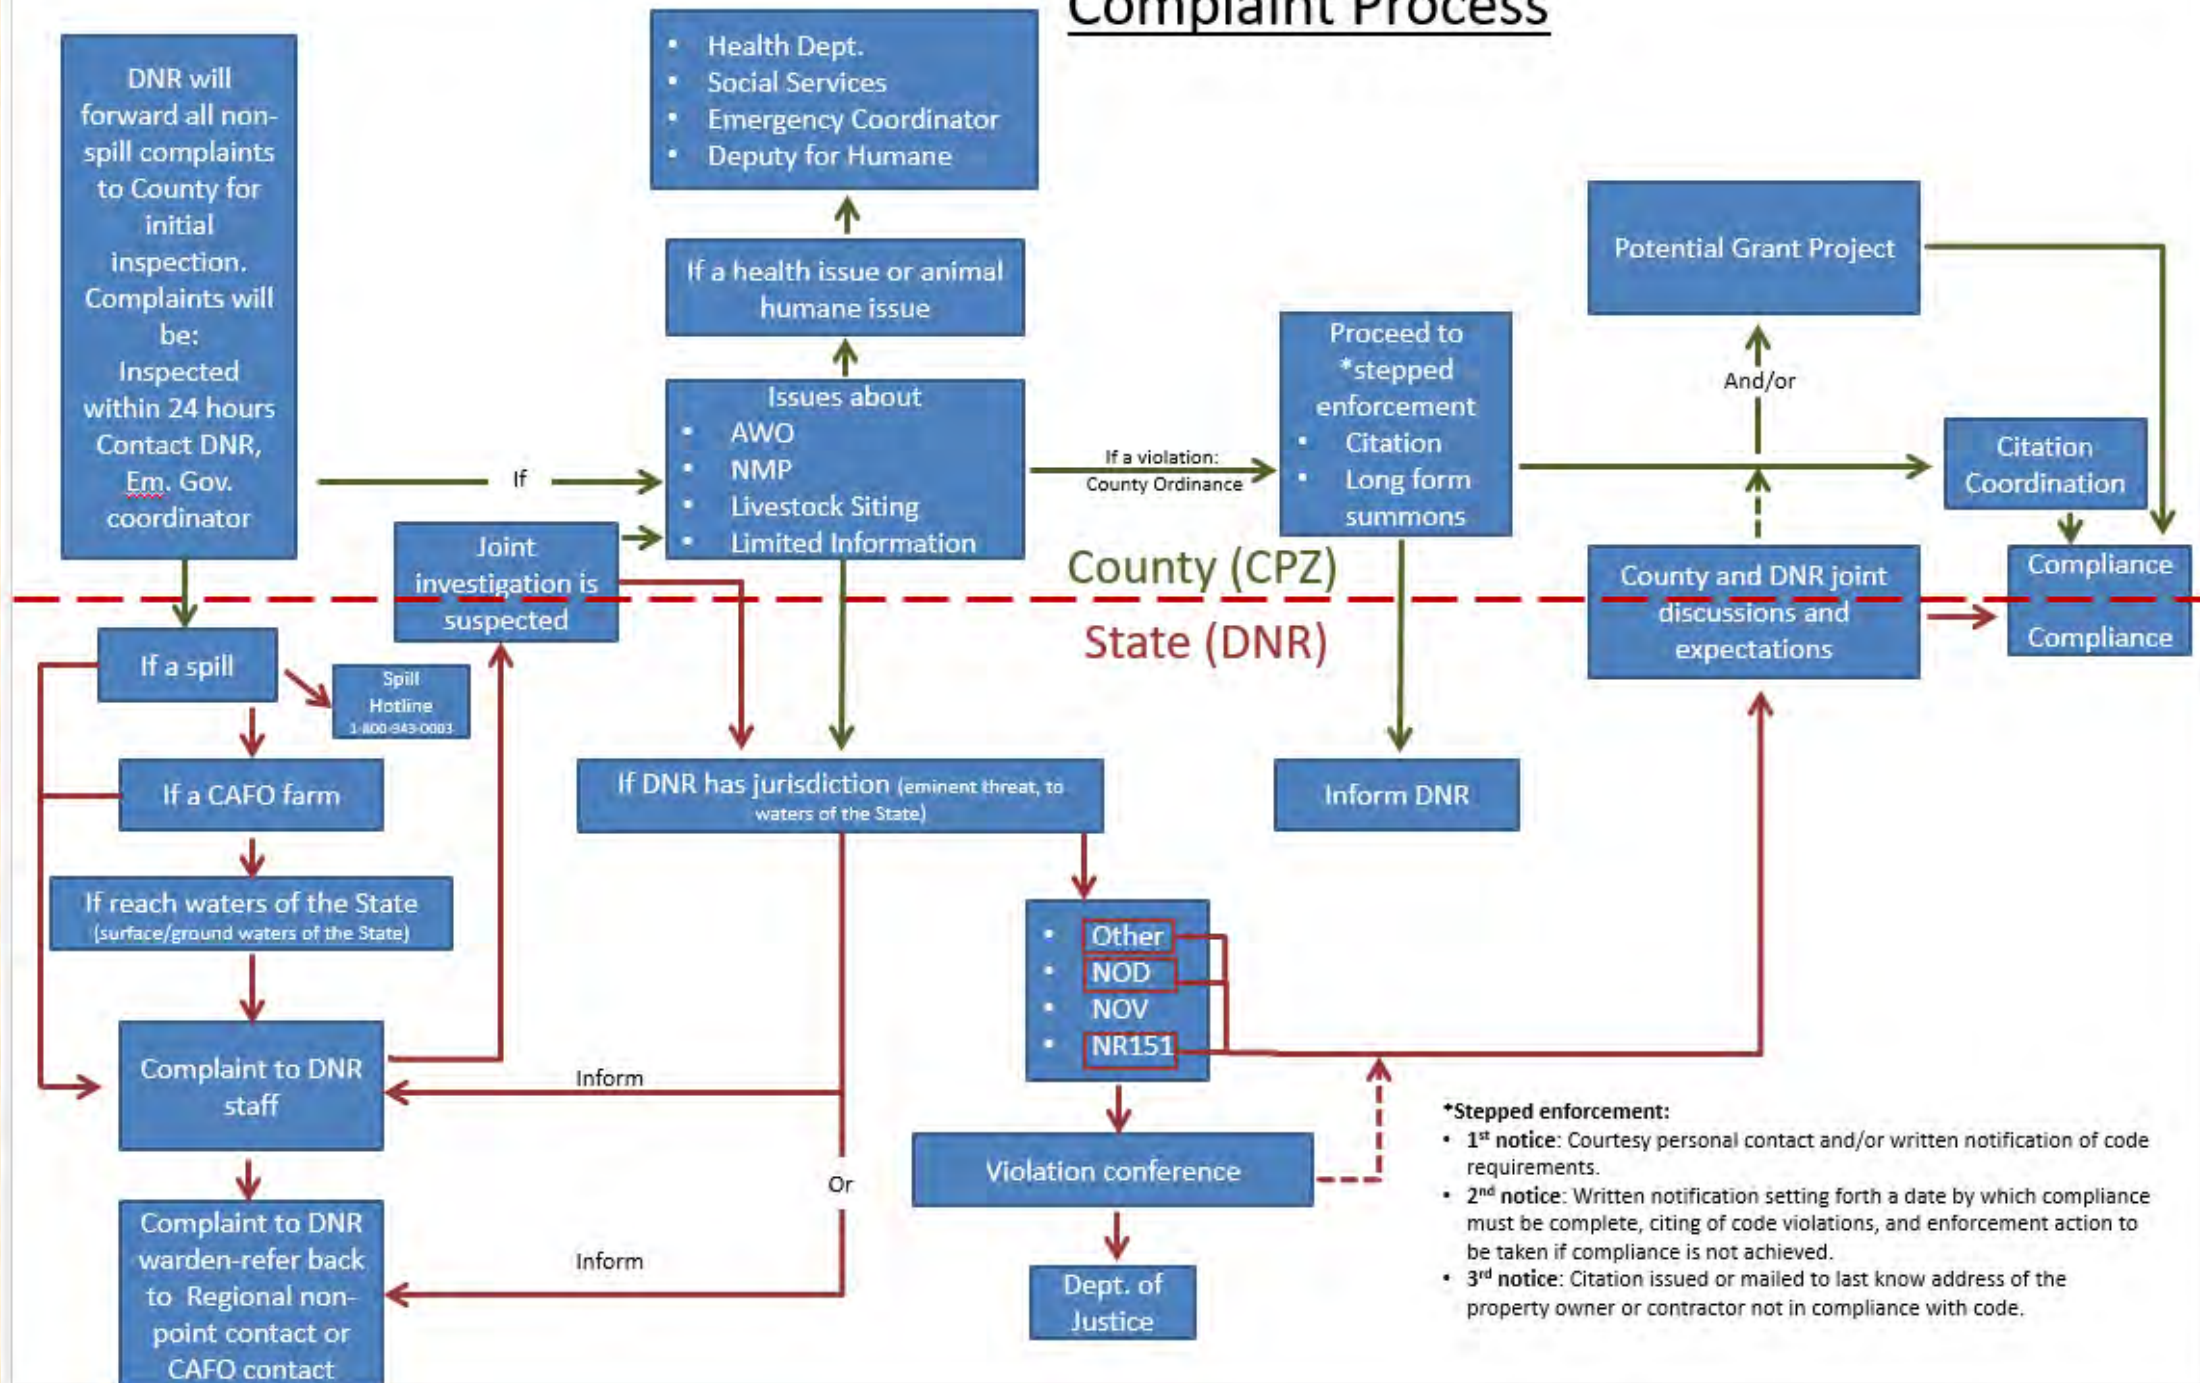 Complaint Process
DNR will
forward all non-
spill complaints
to County for
initial
inspection.
Complaints will
be:
Inspected
within 24 hours
Contact DNR,
Em. Gov.
coordinator
• Health Dept.
• Social Services
• Emergency Coordinator
• Deputy for Humane
If a health issue or animal
humane issue
If
Issues about
• AWO
• NMP
• Livestock Siting
• Limited Information
If a violation:
County Ordinance
Proceed to
*stepped
enforcement
• Citation
• Long form
summons
Potential Grant Project
And/or
Citation
Coordination
Compliance
Compliance
County and DNR joint
discussions and
expectations
Joint
investigation is
suspected
County (CPZ)
State (DNR)
If a spill
Spill
Hotline
1-800-943-0003
If a CAFO farm
If reach waters of the State
(surface/ground waters of the State)
Complaint to DNR
staff
Complaint to DNR
warden-refer back
to Regional non-
point contact or
CAFO contact
If DNR has jurisdiction (eminent threat, to
waters of the State)
Inform DNR
Inform
Or
Inform
• Other
• NOD
• NOV
• NR151
Violation conference
Dept. of
Justice
*Stepped enforcement:
• 1st notice: Courtesy personal contact and/or written notification of code
requirements.
• 2nd notice: Written notification setting forth a date by which compliance
must be complete, citing of code violations, and enforcement action to
be taken if compliance is not achieved.
• 3rd notice: Citation issued or mailed to last know address of the
property owner or contractor not in compliance with code.